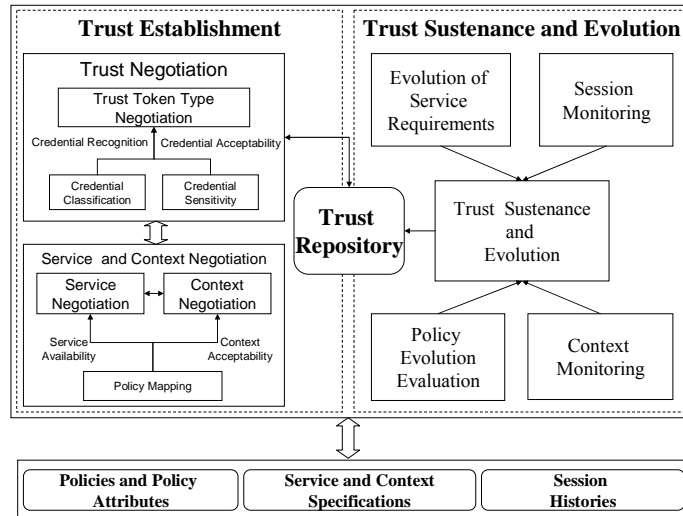 Trust Establishment
Trust Negotiation
Trust Token Type
Negotiation
Credential Recognition
Credential Acceptability
Credential
Classification
Credential
Sensitivity
Service and Context Negotiation
Service
Negotiation
Context
Negotiation
Service
Availability
Context
Acceptability
Policy Mapping
Trust
Repository
Trust Sustenance and Evolution
Evolution of
Service
Requirements
Session
Monitoring
Trust Sustenance
and
Evolution
Policy
Evolution
Evaluation
Context
Monitoring
Policies and Policy
Attributes
Service and Context
Specifications
Session
Histories